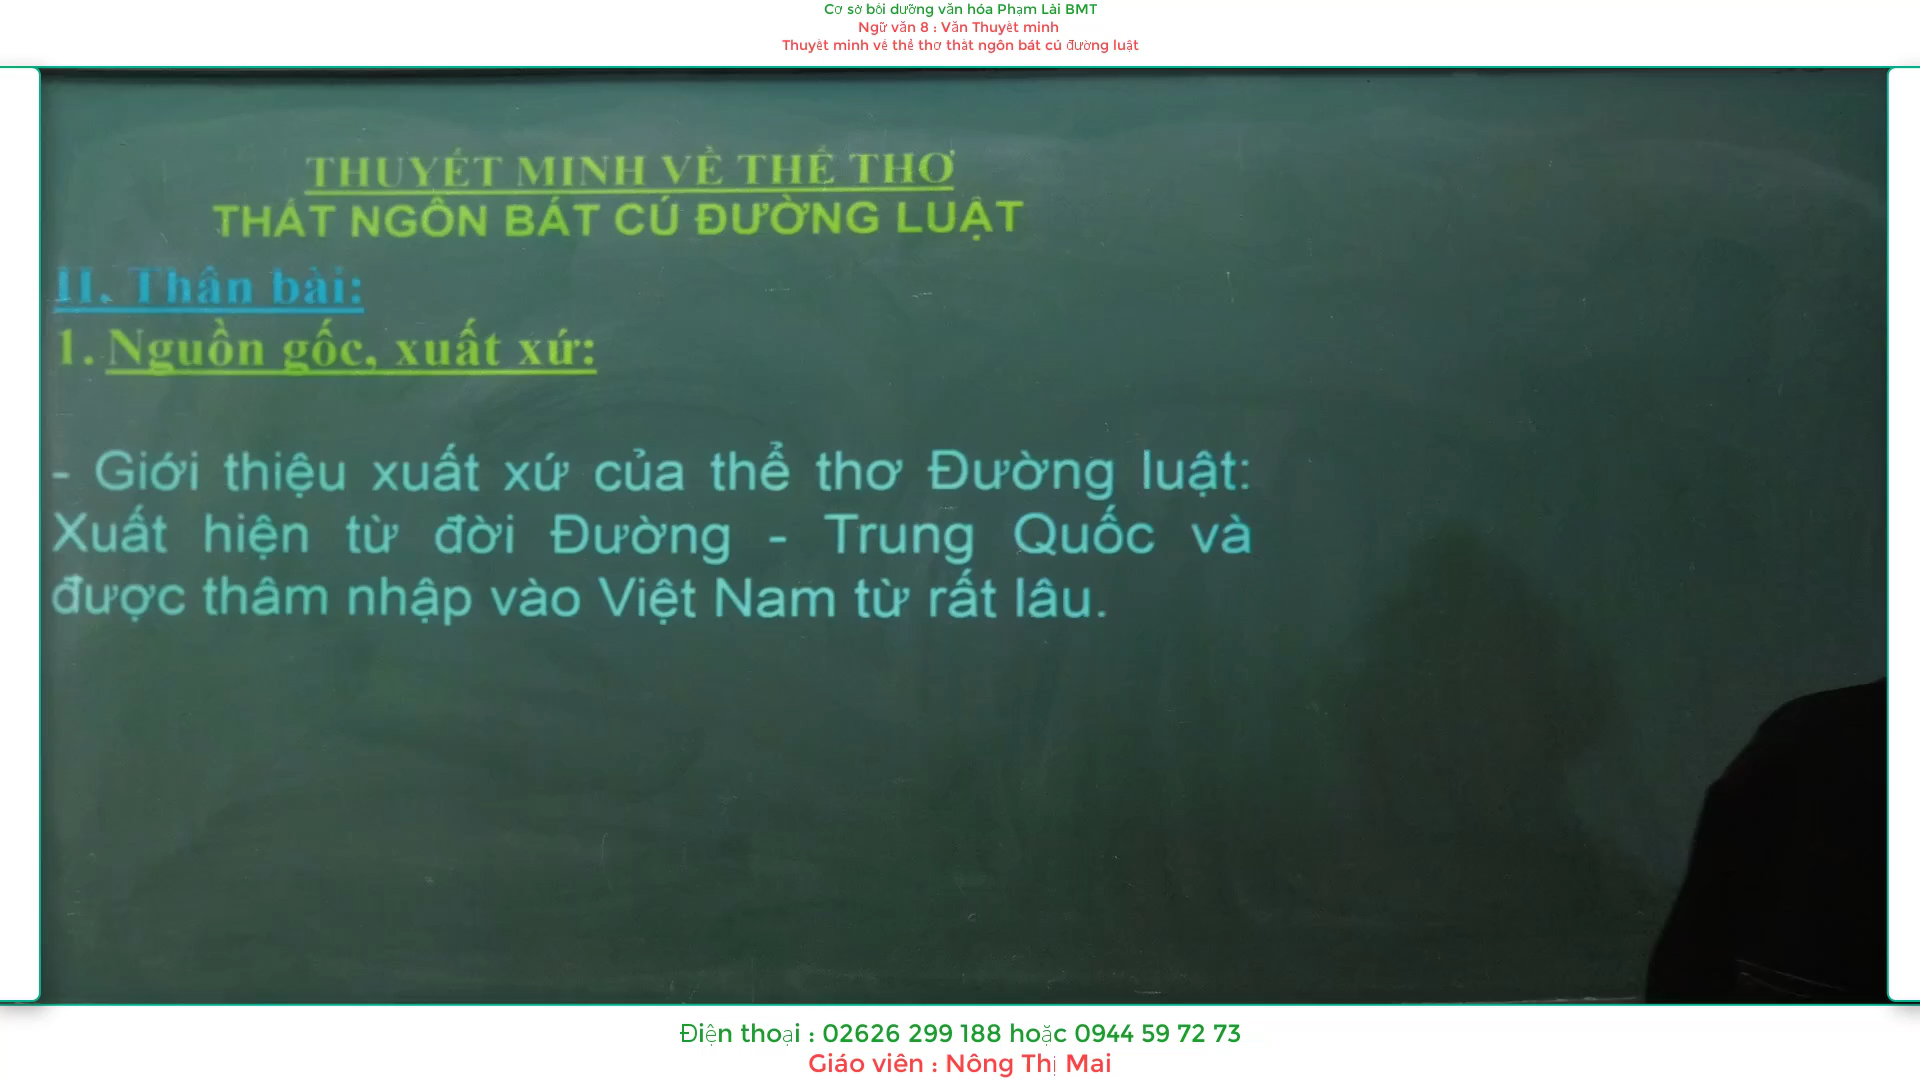 Cơ sở bồi dưỡng văn hóa Phạm Lài BMT
Ngữ văn 8 : Văn Thuyết minh
Thuyết minh về thể thơ thất ngôn bát cú đường luật
THUYẾT MINH VỀ THỂ THƠ
THẤT NGÔN BÁT CÚ ĐƯỜNG LUẬT
II. Thân bài:
1. Nguồn gốc, xuất xứ:
- Giới thiệu xuất xứ của thể thơ Đường luật:
Xuất hiện từ đời Đường - Trung Quốc và
được thâm nhập vào Việt Nam từ rất lâu.
Điện thoại : 02626 299 188 hoặc 0944 59 72 73
Giáo viên : Nông Thị Mai